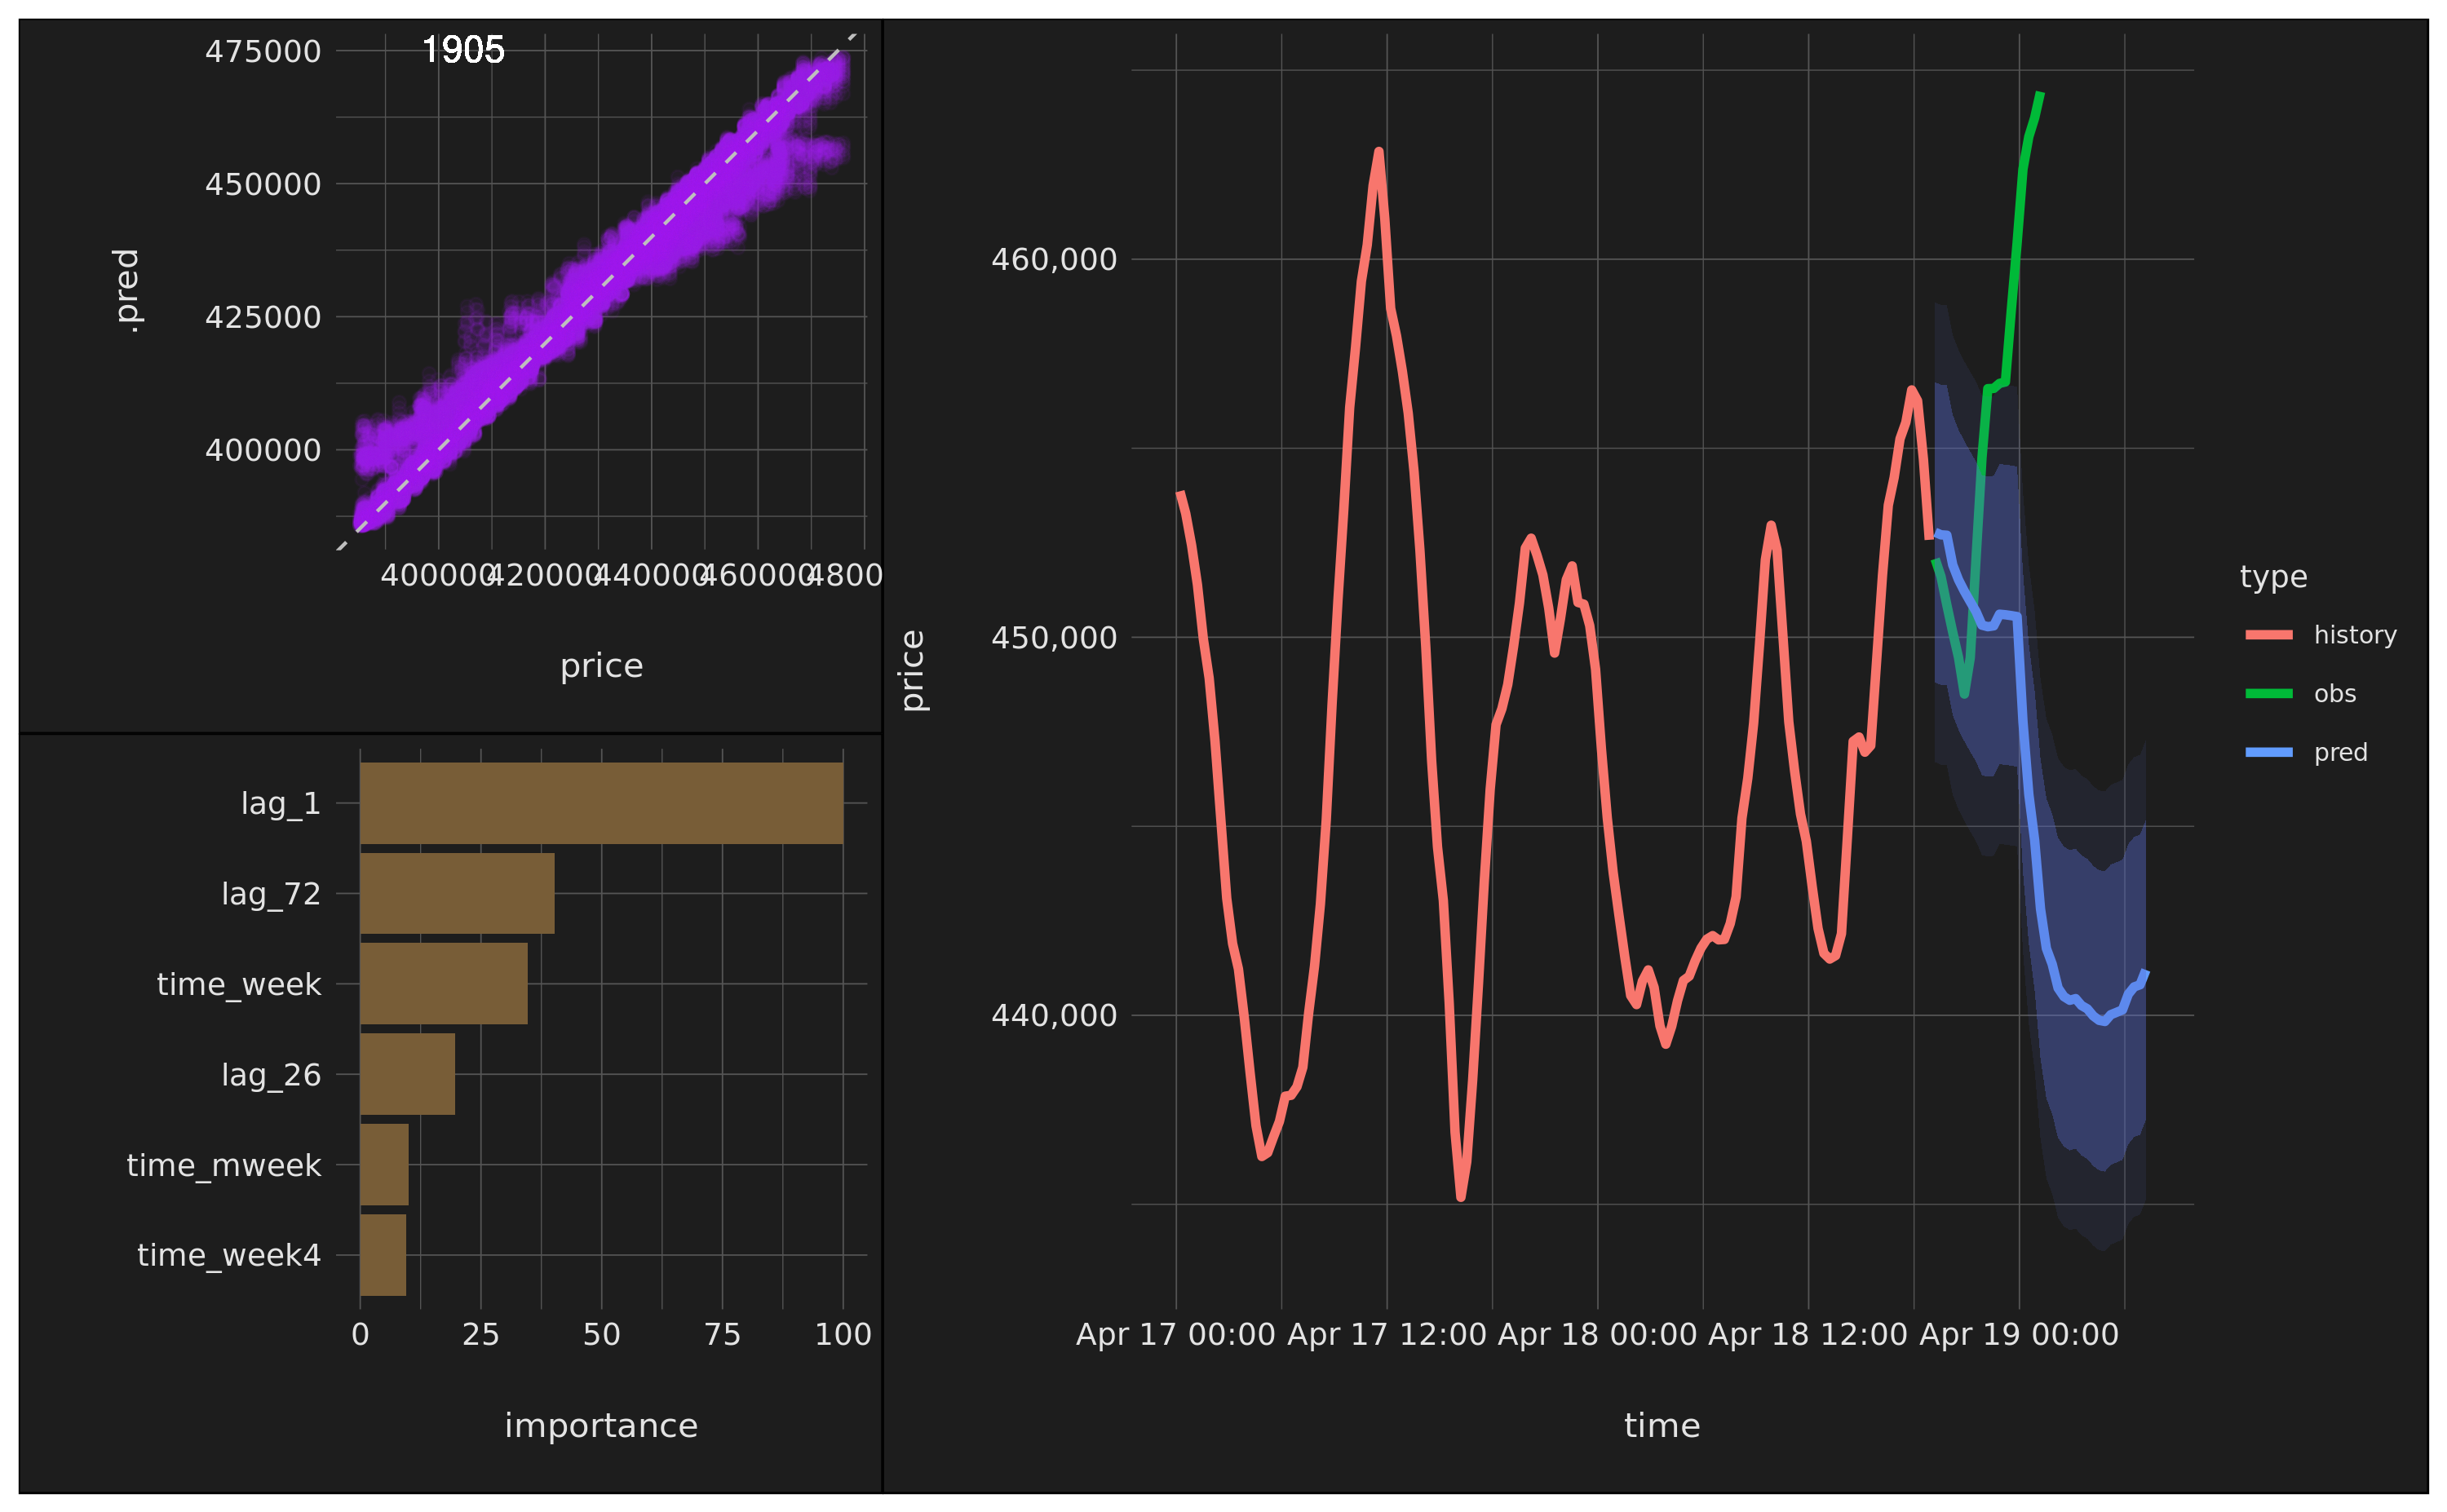 1905
475000
450000
425000
400000
.pred
400000 420000 440000 460000 4800
price
lag_1
lag_72
time_week
lag_26
time_mweek
time_week4
0 25 50 75 100
importance
460,000
450,000
440,000
price
Apr 17 00:00 Apr 17 12:00 Apr 18 00:00 Apr 18 12:00 Apr 19 00:00
time
type
history
obs
pred